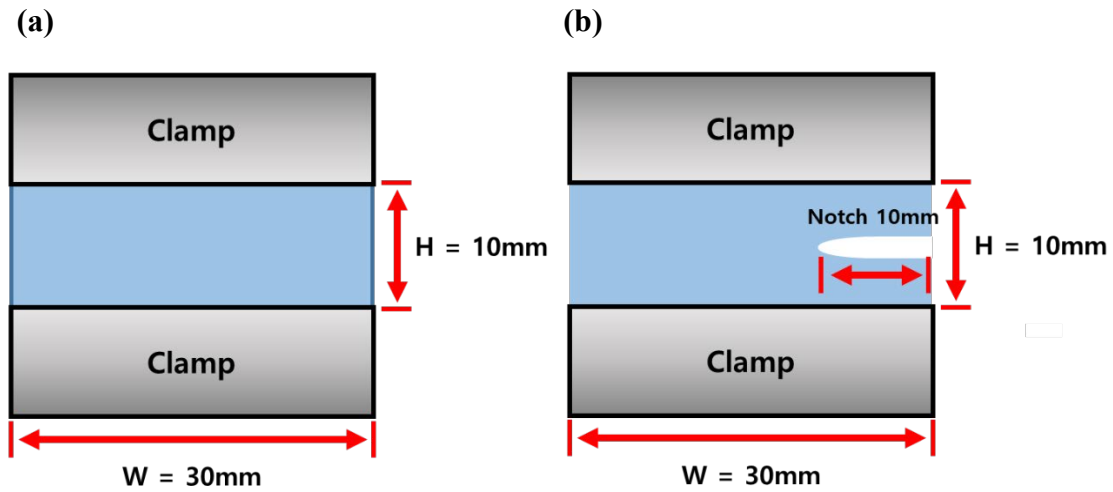 (a)
Clamp
H = 10mm
Clamp
W = 30mm
(b)
Clamp
Notch 10mm
H = 10mm
Clamp
W = 30mm